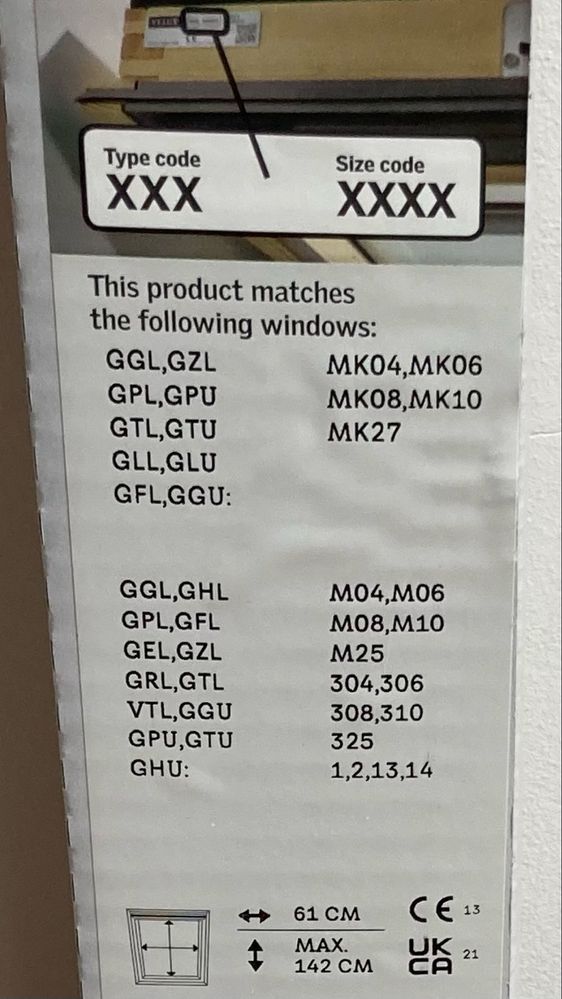 VELUX
Type code Size code
XXX XXXX
This product matches
the following windows:
GGL,GZL MK04,MK06
GPL,GPU MK08,MK10
GTL,GTU MK27
GLL,GLU
GFL,GGU:
GGL,GHL M04,M06
GPL,GFL M08,M10
GEL,GZL M25
GRL,GTL 304,306
VTL,GGU 308,310
GPU,GTU 325
GHU: 1,2,13,14
61 CM CE 13
MAX. UK
142 CM CA 21